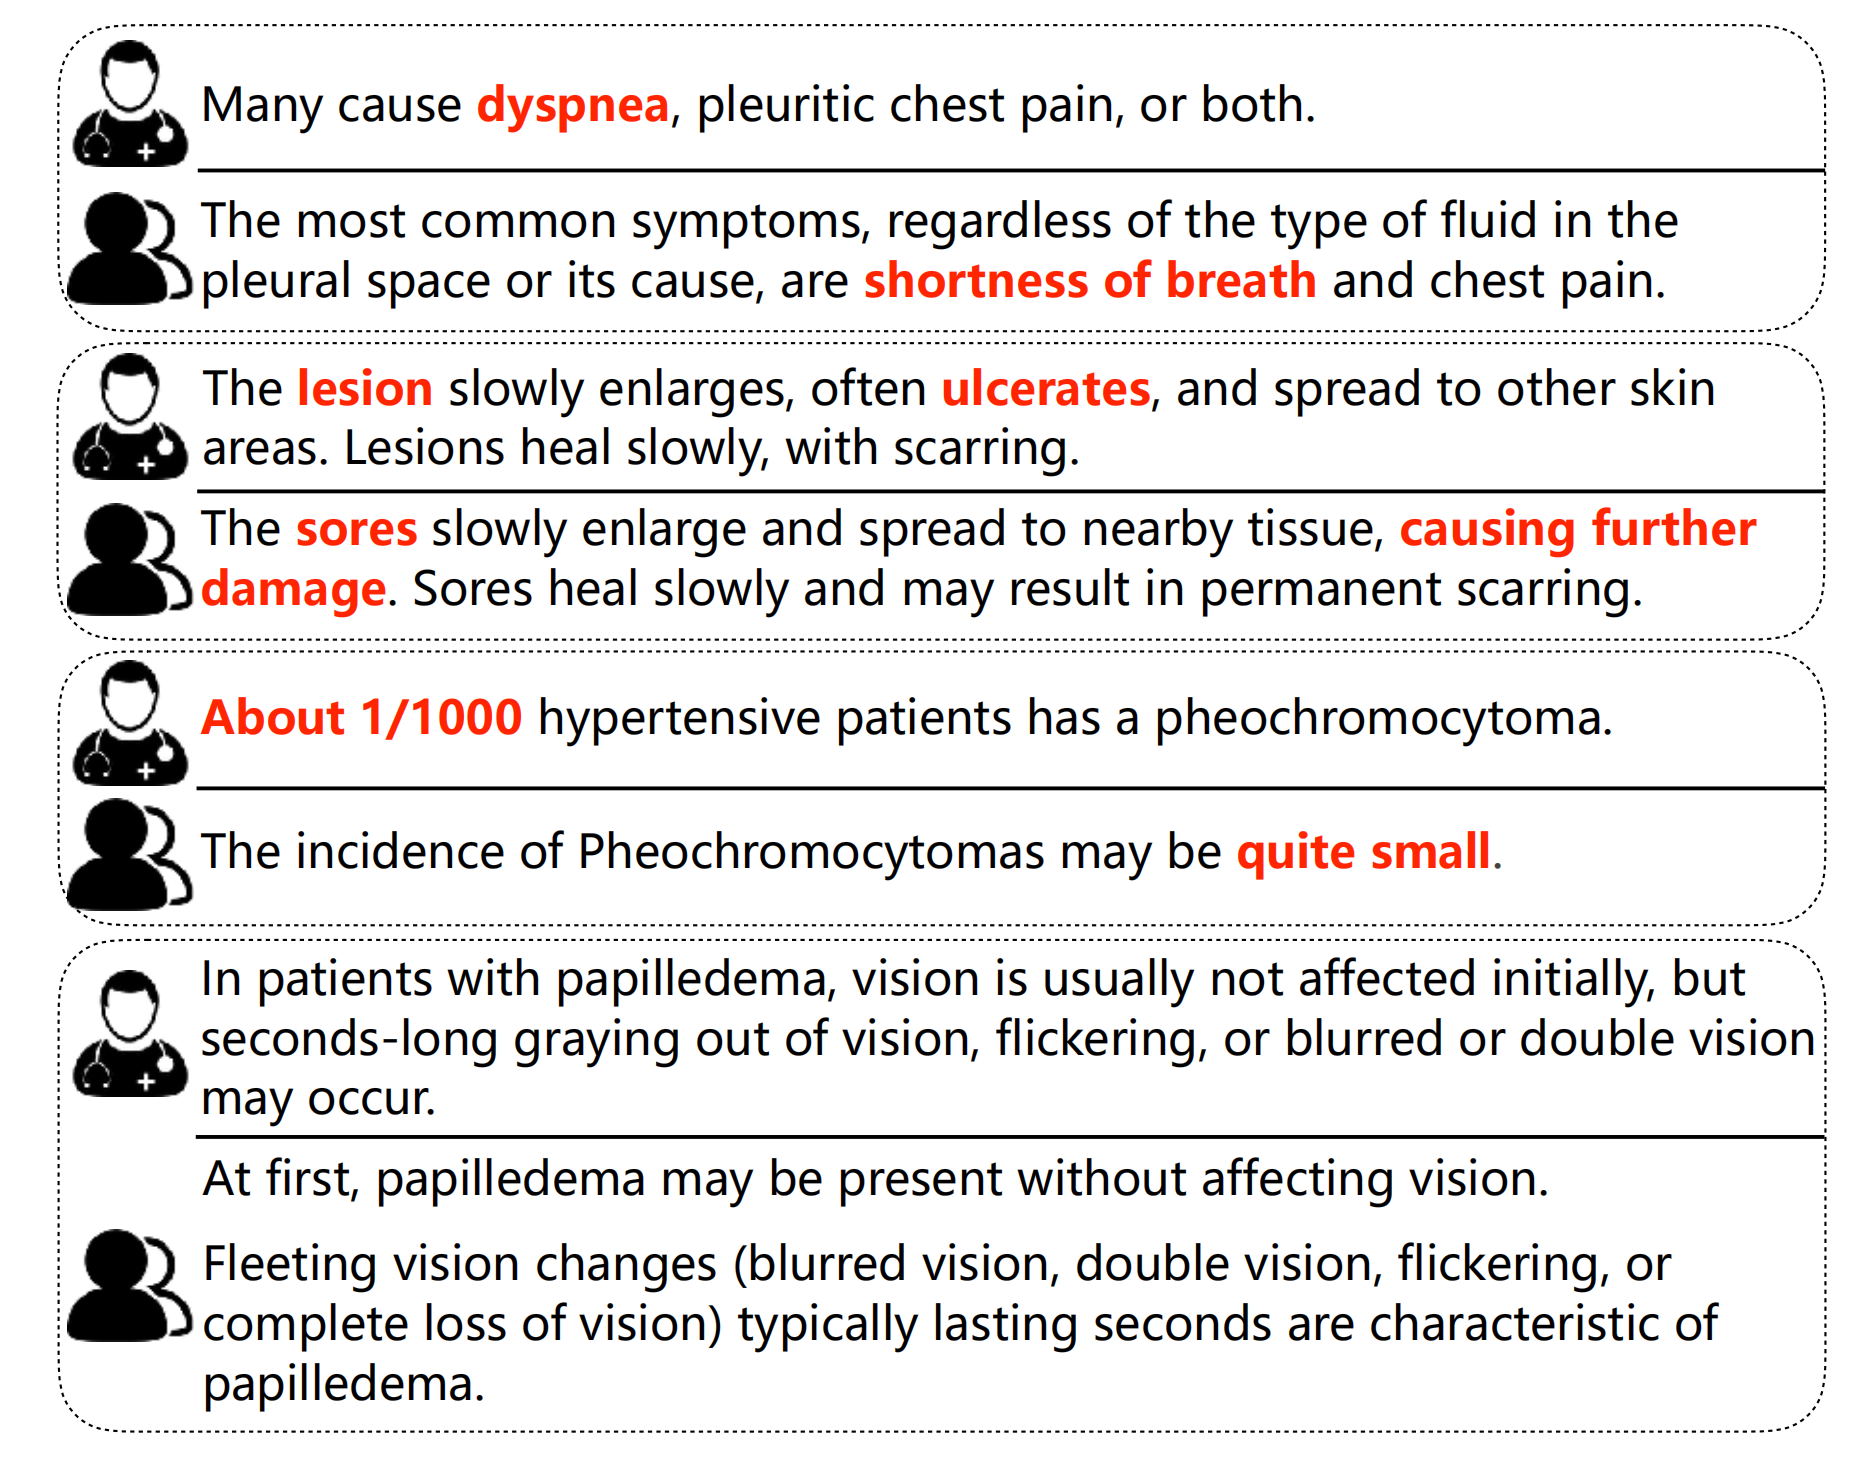 Many cause dyspnea, pleuritic chest pain, or both.
The most common symptoms, regardless of the type of fluid in the
pleural space or its cause, are shortness of breath and chest pain.
The lesion slowly enlarges, often ulcerates, and spread to other skin
areas. Lesions heal slowly, with scarring.
The sores slowly enlarge and spread to nearby tissue, causing further
damage. Sores heal slowly and may result in permanent scarring.
About 1/1000 hypertensive patients has a pheochromocytoma.
The incidence of Pheochromocytomas may be quite small.
In patients with papilledema, vision is usually not affected initially, but
seconds-long graying out of vision, flickering, or blurred or double vision
may occur.
At first, papilledema may be present without affecting vision.
Fleeting vision changes (blurred vision, double vision, flickering, or
complete loss of vision) typically lasting seconds are characteristic of
papilledema.